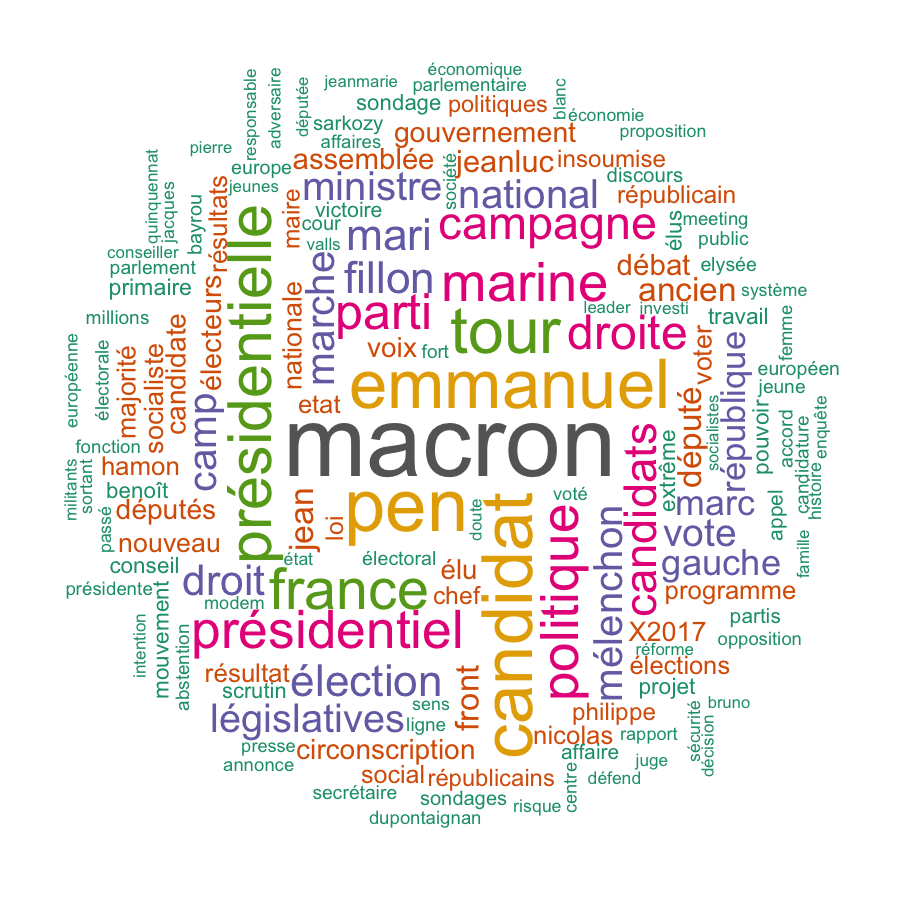 économique
jeanmarie
parlementaire
responsable
adversaire
députée
blanc
sondage
politiques
économie
sarkozy
gouvernement
proposition
affaires
pierre
europe
assemblée
société
jeanluc
insoumise
discours
jeunes
ministre
national
républicain
quinquennat
jacques
bayrou
résultats
maire
victoire
cour
valls
mari
campagne
élus
meeting
public
conseiller
parlement
primaire
présidentielle
marche
fillon
marine
débat
elysée
ancien
système
millions
électeurs
nationale
parti
tour
leader
investi
droite
travail
femme
voix
fort
voter
république
européenne
électorale
majorité
socialiste
candidate
camp
etat
emmanuel
député
socialistes
européen
jeune
pouvoir
macron
candidats
extrême
accord
candidature
enquête
histoire
fonction
hamon
militants
sortant
benoît
passé
députés
jean
loi
pen
doute
candidat
voté
politique
mélenchon
marc
vote
appel
famille
nouveau
conseil
état
électoral
gauche
présidente
droit
modem
france
élu
chef
programme
intention
mouvement
abstention
présidentiel
X2017
partis
opposition
réforme
résultat
scrutin
élection
front
élections
projet
législatives
sens
ligne
philippe
bruno
nicolas
rapport
sécurité
décision
presse
annonce
circonscription
affaire
juge
social
républicains
centre
défend
secrétaire
sondages
risque
dupontaignan